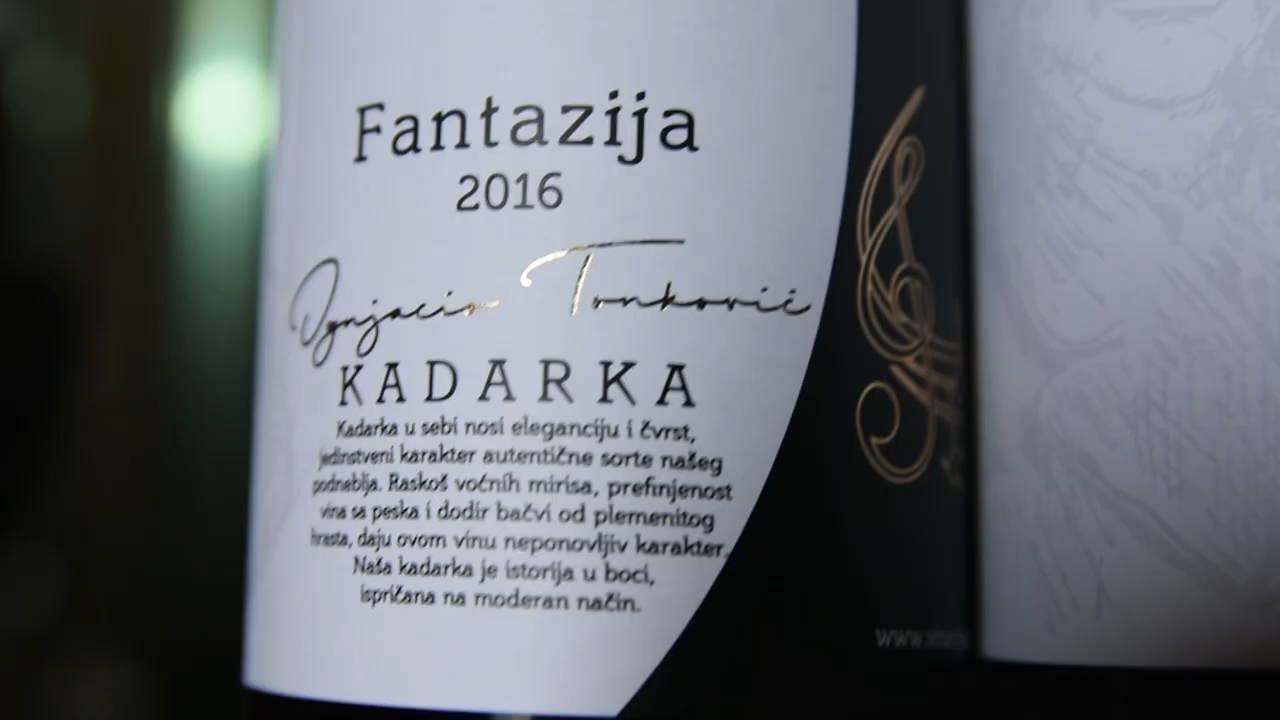 Fantazija
2016
Ognjacio Tonković
KADARKA
Kadarka u sebi nosi eleganciju i čvrst,
jedinstveni karakter autentične sorte našeg
podneblja. Raskoš voćnih mirisa, prefinjenost
vina sa peska i dodir bačvi od plemenitog
hrasta, daju ovom vinu neponovljiv karakter.
Naša kadarka je istorija u boci,
ispričana na moderan način.
www.